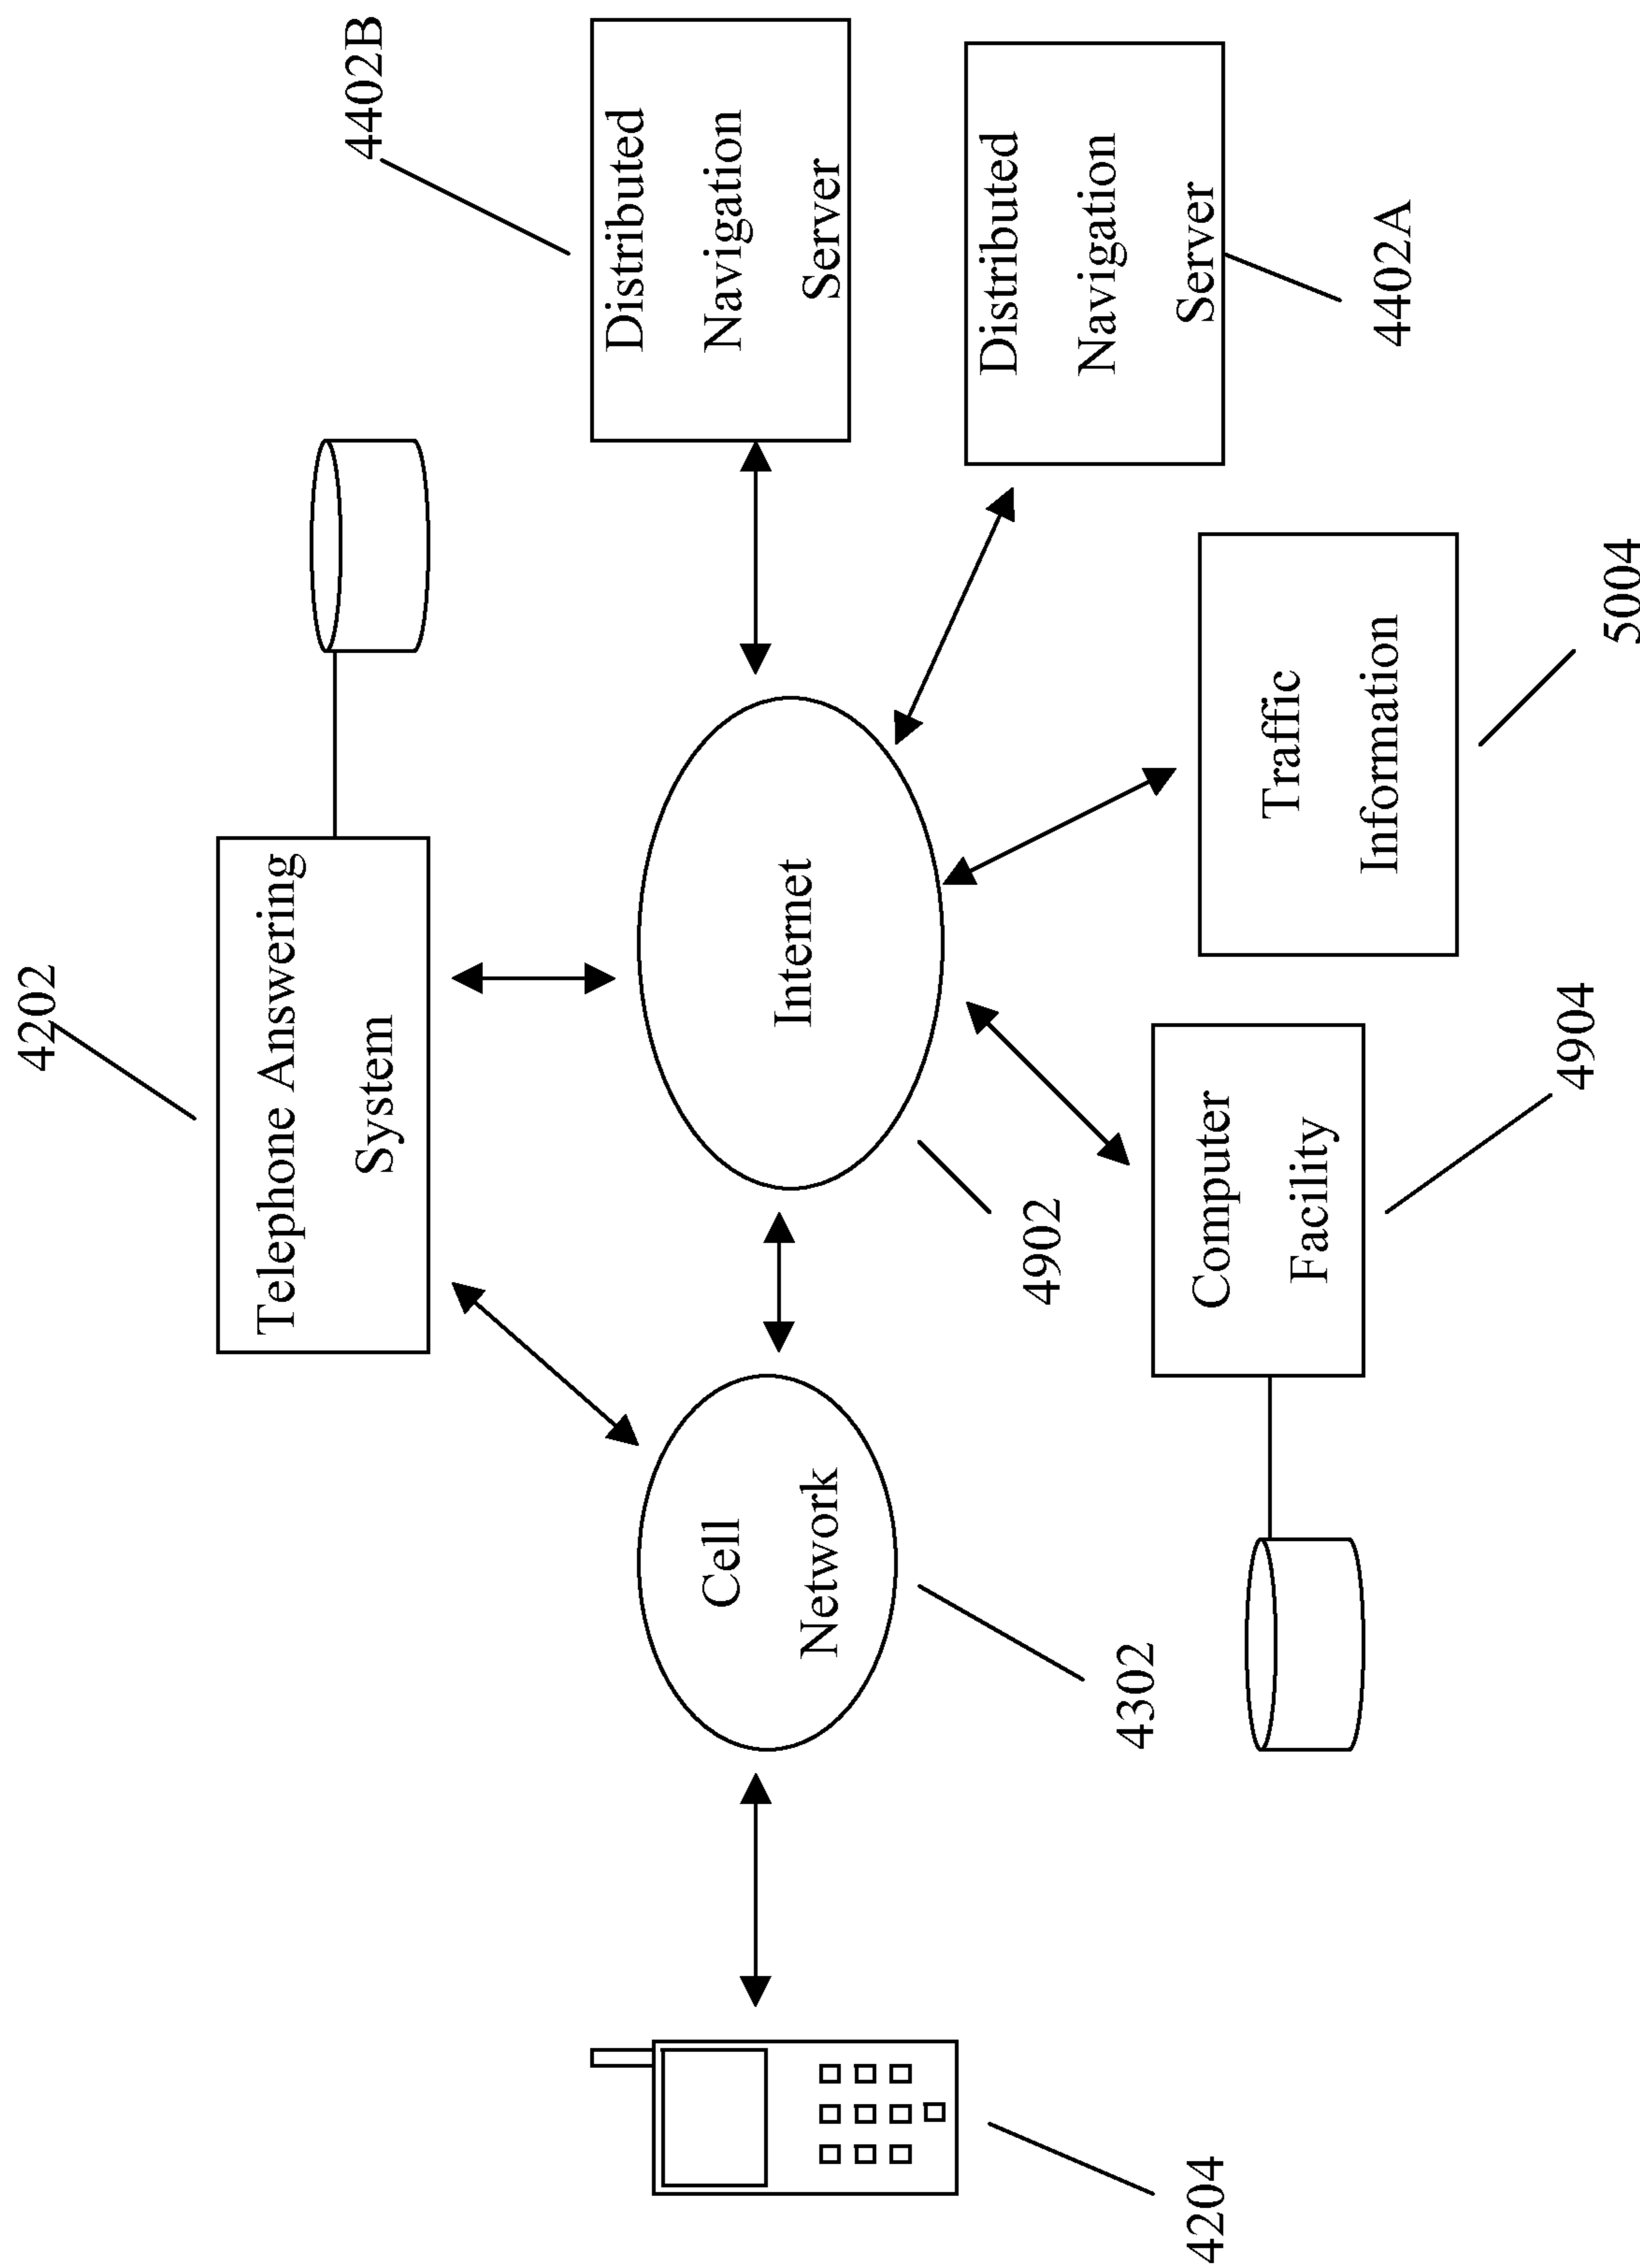 4202
Telephone Answering
System
4402B
Distributed
Navigation
Server
Distributed
Navigation
Server
4402A
Internet
4902
Cell
Network
4302
Traffic
Information
5004
Computer
Facility
4904
4204